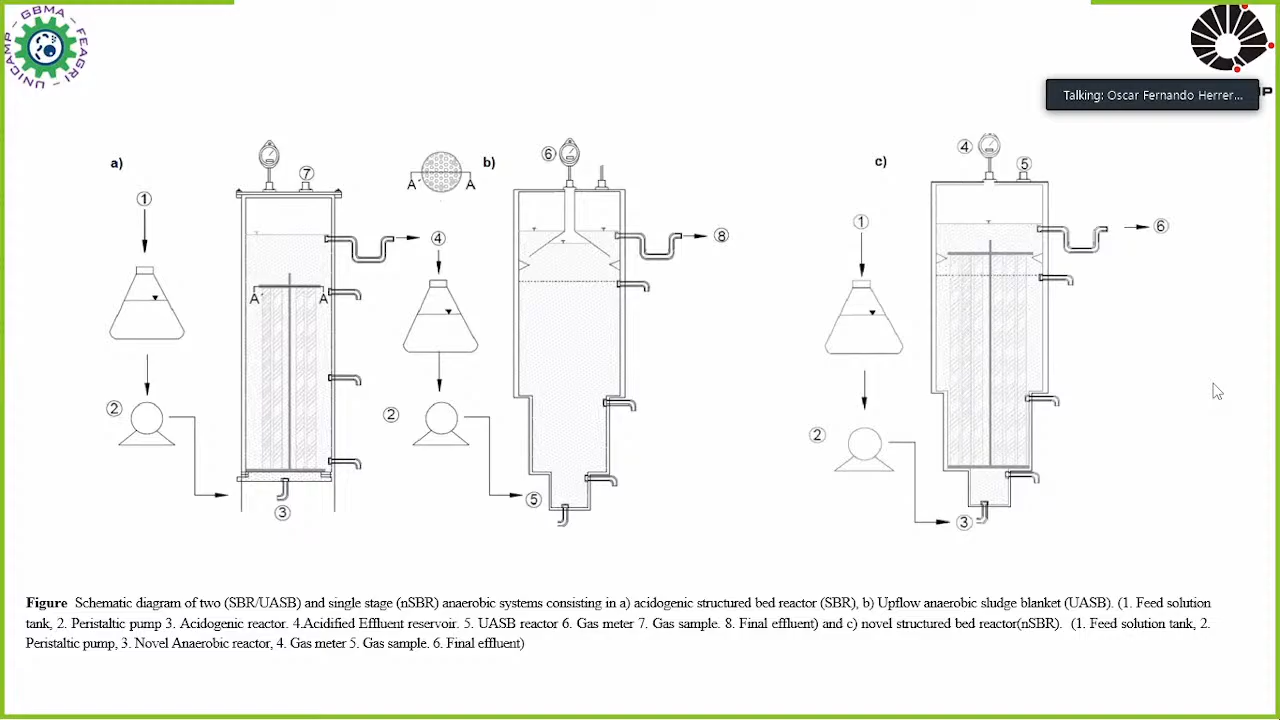 UNICAMP – GBMA – FEAGRI –
Talking: Oscar Fernando Herrer...
a)
1
2
3
7
A´ A
A´ A
b)
4
2
5
6
8
c)
1
2
3
4
5
6
Figure Schematic diagram of two (SBR/UASB) and single stage (nSBR) anaerobic systems consisting in a) acidogenic structured bed reactor (SBR), b) Upflow anaerobic sludge blanket (UASB). (1. Feed solution
tank, 2. Peristaltic pump 3. Acidogenic reactor. 4.Acidified Effluent reservoir. 5. UASB reactor 6. Gas meter 7. Gas sample. 8. Final effluent) and c) novel structured bed reactor(nSBR). (1. Feed solution tank, 2.
Peristaltic pump, 3. Novel Anaerobic reactor, 4. Gas meter 5. Gas sample. 6. Final effluent)